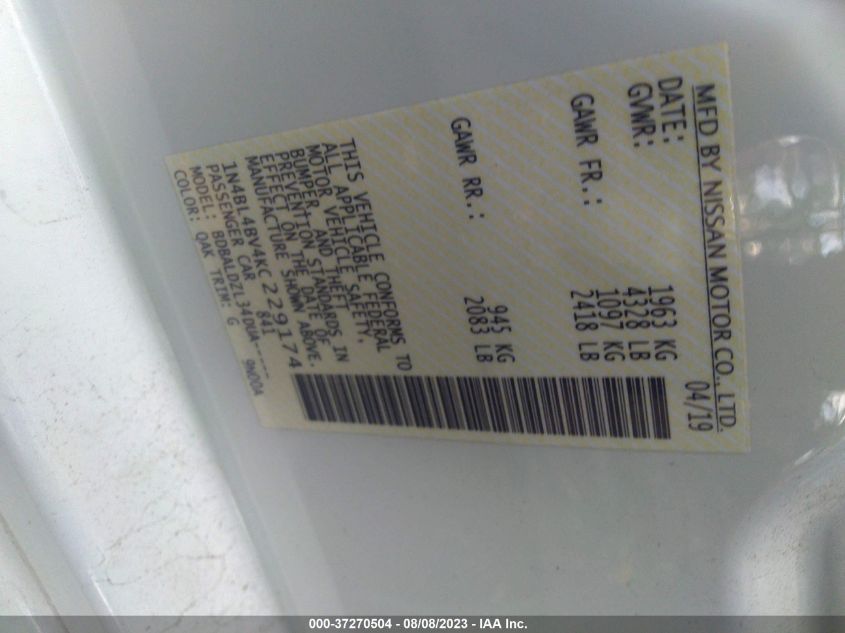 MFD BY NISSAN MOTOR CO., LTD.
DATE: 04/19
GVWR: 1963 KG
4328 LB
GAWR FR.: 1097 KG
2418 LB
GAWR RR.: 945 KG
2083 LB
THIS VEHICLE CONFORMS TO
ALL APPLICABLE FEDERAL
MOTOR VEHICLE SAFETY,
BUMPER, AND THEFT
PREVENTION STANDARDS IN
EFFECT ON THE DATE OF
MANUFACTURE SHOWN ABOVE.
1N4BL4BV4KC229174
PASSENGER CAR 841
MODEL: BDBALDZL34DUA-----
COLOR: QAK TRIM: G 9N00A
000-37270504 - 08/08/2023 - IAA Inc.